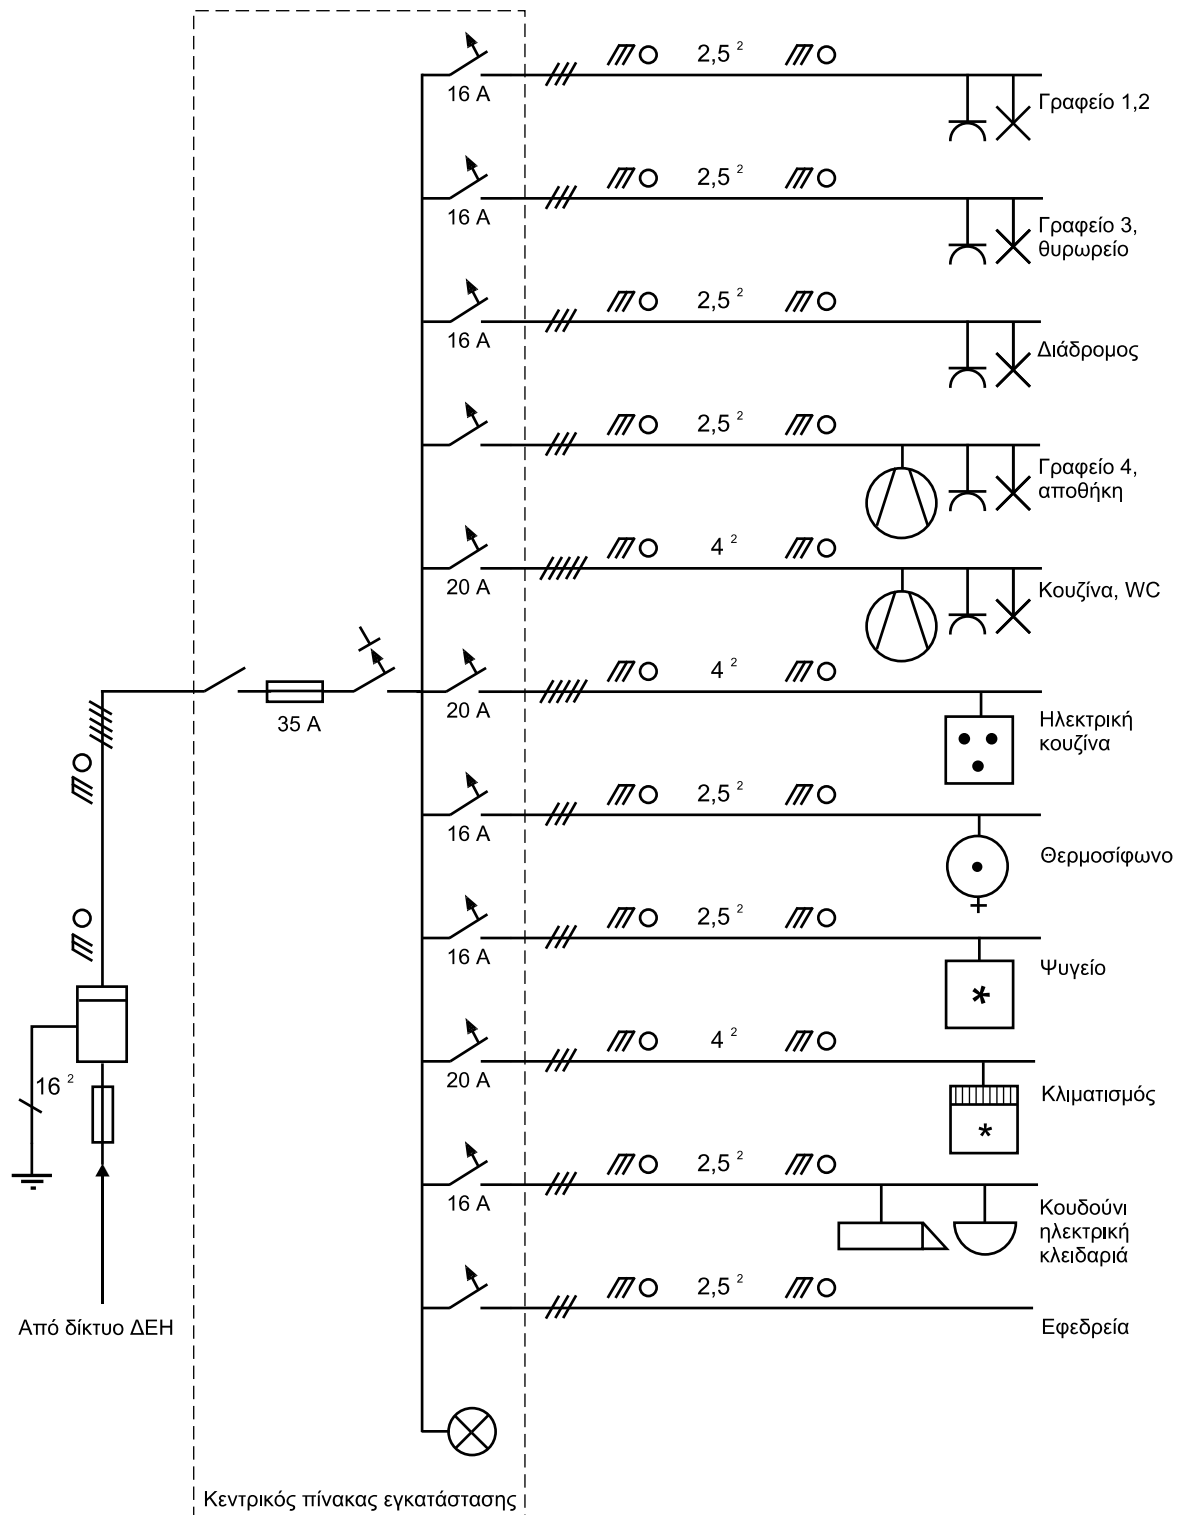 2,5 ²
16 A
Γραφείο 1,2
2,5 ²
16 A
Γραφείο 3,
θυρωρείο
2,5 ²
16 A
Διάδρομος
2,5 ²
Γραφείο 4,
αποθήκη
4 ²
20 A
Κουζίνα, WC
4 ²
35 A
20 A
Ηλεκτρική
κουζίνα
2,5 ²
16 A
Θερμοσίφωνο
2,5 ²
16 A
Ψυγείο
*
4 ²
16 ²
20 A
Κλιματισμός
*
2,5 ²
16 A
Κουδούνι
ηλεκτρική
κλειδαριά
2,5 ²
Από δίκτυο ΔΕΗ
Εφεδρεία
Κεντρικός πίνακας εγκατάστασης